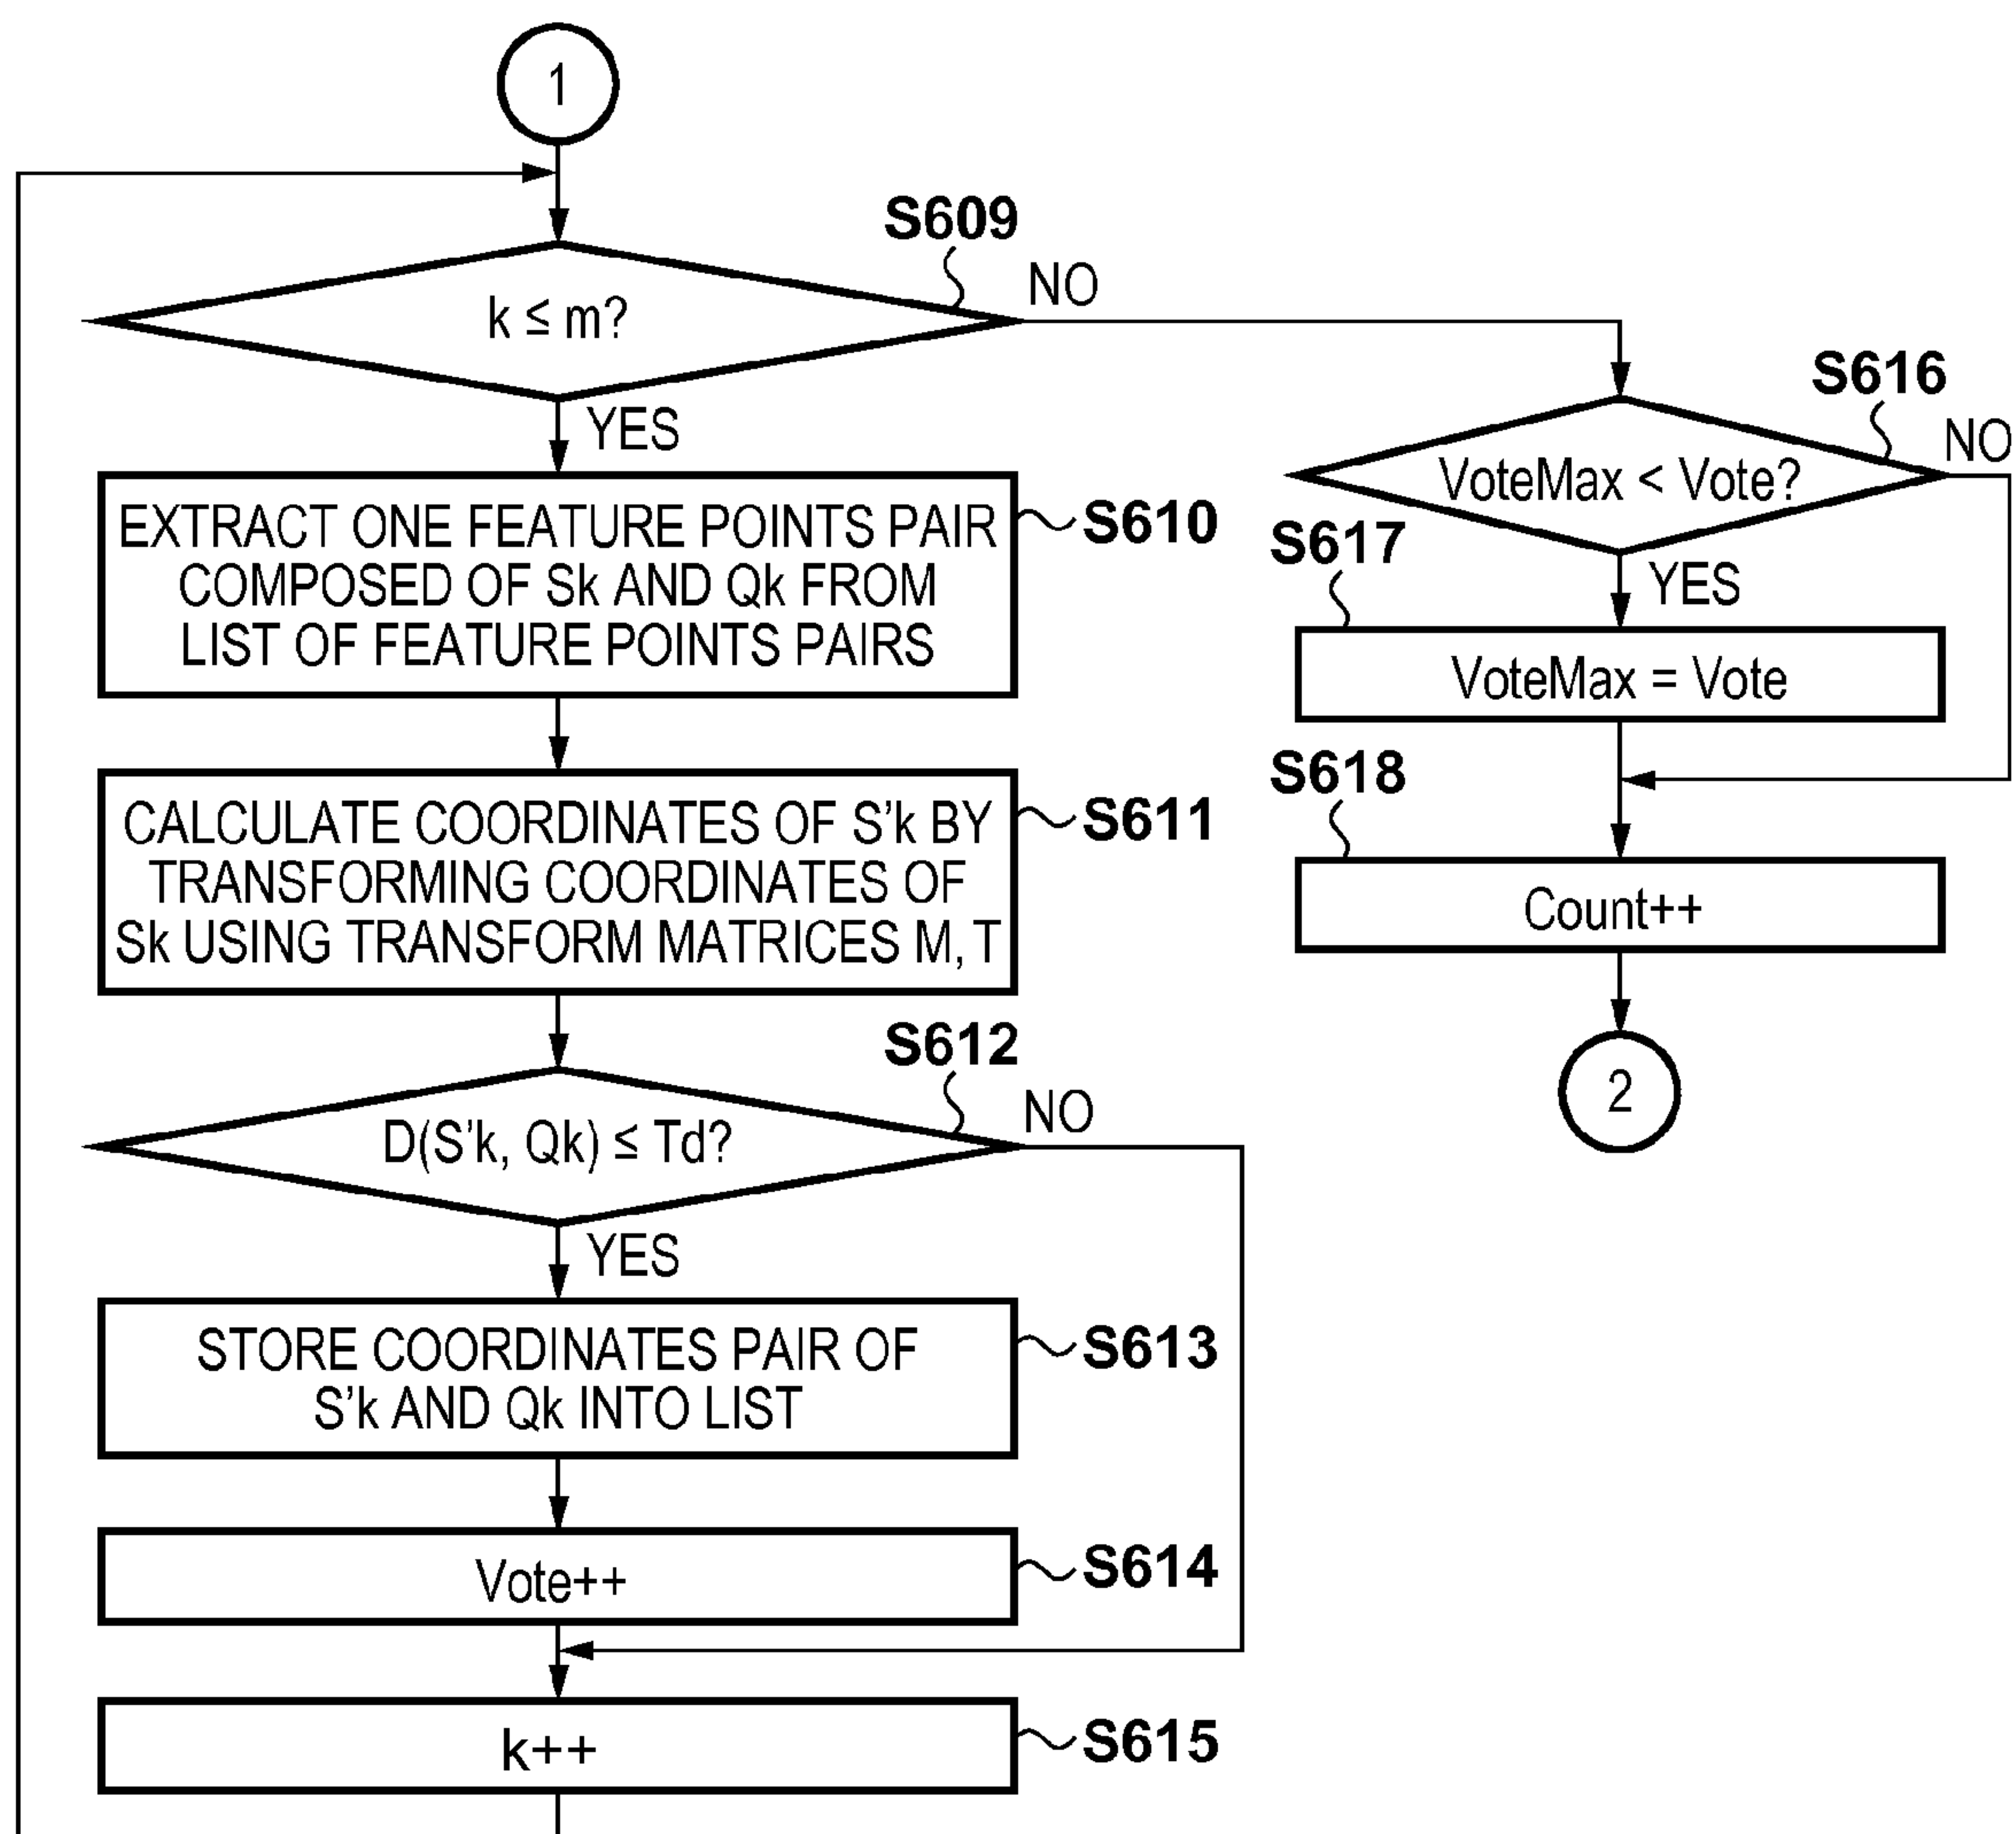 1
S609
k ≤ m?
NO
YES
EXTRACT ONE FEATURE POINTS PAIR
COMPOSED OF Sk AND Qk FROM
LIST OF FEATURE POINTS PAIRS
S610
CALCULATE COORDINATES OF S'k BY
TRANSFORMING COORDINATES OF
Sk USING TRANSFORM MATRICES M, T
S611
S612
D(S'k, Qk) ≤ Td?
NO
YES
STORE COORDINATES PAIR OF
S'k AND Qk INTO LIST
S613
Vote++
S614
k++
S615
S616
VoteMax < Vote?
NO
YES
S617
VoteMax = Vote
S618
Count++
2